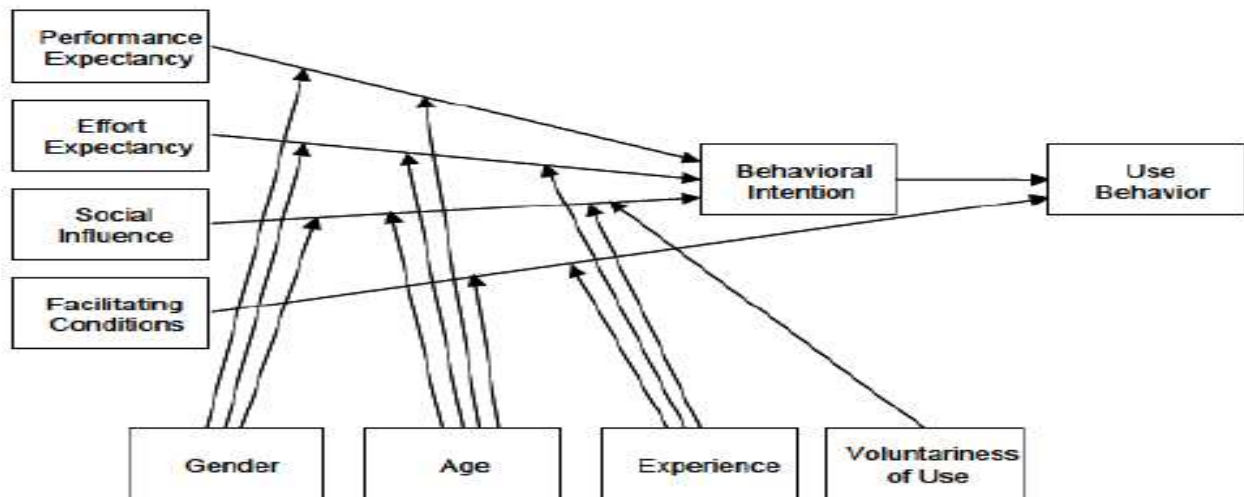 Performance
Expectancy
Effort
Expectancy
Social
Influence
Facilitating
Conditions
Behavioral
Intention
Use
Behavior
Gender
Age
Experience
Voluntariness
of Use